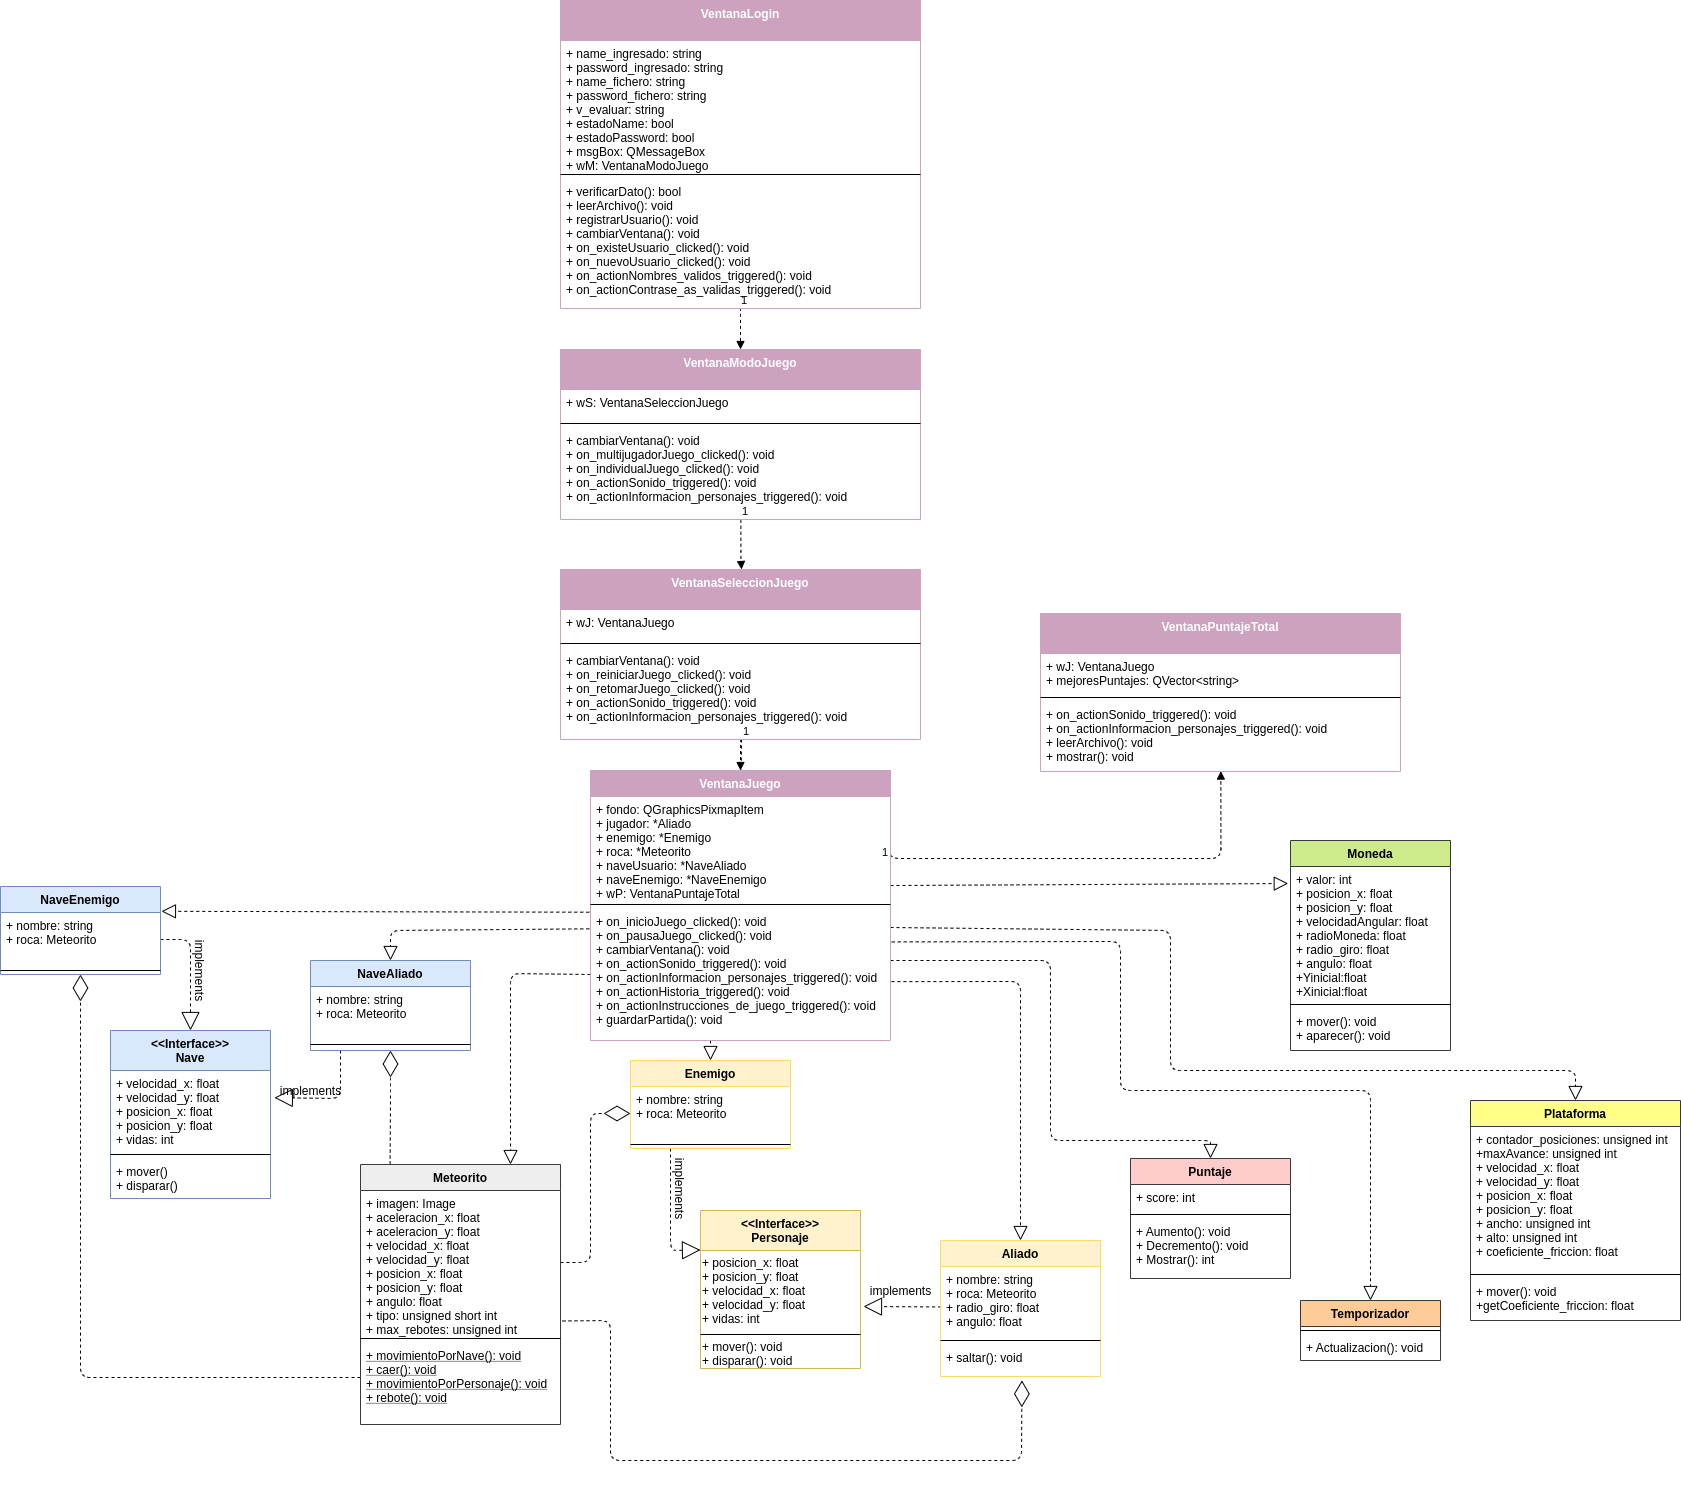 VentanaLogin
+ name_ingresado: string
+ password_ingresado: string
+ name_fichero: string
+ password_fichero: string
+ v_evaluar: string
+ estadoName: bool
+ estadoPassword: bool
+ msgBox: QMessageBox
+ wM: VentanaModoJuego
+ verificarDato(): bool
+ leerArchivo(): void
+ registrarUsuario(): void
+ cambiarVentana(): void
+ on_existeUsuario_clicked(): void
+ on_nuevoUsuario_clicked(): void
+ on_actionNombres_validos_triggered(): void
+ on_actionContrase_as_validas_triggered(): void
1
VentanaModoJuego
+ wS: VentanaSeleccionJuego
+ cambiarVentana(): void
+ on_multijugadorJuego_clicked(): void
+ on_individualJuego_clicked(): void
+ on_actionSonido_triggered(): void
+ on_actionInformacion_personajes_triggered(): void
1
VentanaSeleccionJuego
+ wJ: VentanaJuego
+ cambiarVentana(): void
+ on_reiniciarJuego_clicked(): void
+ on_retomarJuego_clicked(): void
+ on_actionSonido_triggered(): void
+ on_actionInformacion_personajes_triggered(): void
1
VentanaPuntajeTotal
+ wJ: VentanaJuego
+ mejoresPuntajes: QVector<string>
+ on_actionSonido_triggered(): void
+ on_actionInformacion_personajes_triggered(): void
+ leerArchivo(): void
+ mostrar(): void
VentanaJuego
+ fondo: QGraphicsPixmapItem
+ jugador: *Aliado
+ enemigo: *Enemigo
+ roca: *Meteorito
+ naveUsuario: *NaveAliado
+ naveEnemigo: *NaveEnemigo
+ wP: VentanaPuntajeTotal
+ on_inicioJuego_clicked(): void
+ on_pausaJuego_clicked(): void
+ cambiarVentana(): void
+ on_actionSonido_triggered(): void
+ on_actionInformacion_personajes_triggered(): void
+ on_actionHistoria_triggered(): void
+ on_actionInstrucciones_de_juego_triggered(): void
+ guardarPartida(): void
1
Moneda
+ valor: int
+ posicion_x: float
+ posicion_y: float
+ velocidadAngular: float
+ radioMoneda: float
+ radio_giro: float
+ angulo: float
+Yinicial:float
+Xinicial:float
+ mover(): void
+ aparecer(): void
NaveEnemigo
+ nombre: string
+ roca: Meteorito
implements
NaveAliado
+ nombre: string
+ roca: Meteorito
implements
<<Interface>>
Nave
+ velocidad_x: float
+ velocidad_y: float
+ posicion_x: float
+ posicion_y: float
+ vidas: int
+ mover()
+ disparar()
Enemigo
+ nombre: string
+ roca: Meteorito
implements
Meteorito
+ imagen: Image
+ aceleracion_x: float
+ aceleracion_y: float
+ velocidad_x: float
+ velocidad_y: float
+ posicion_x: float
+ posicion_y: float
+ angulo: float
+ tipo: unsigned short int
+ max_rebotes: unsigned int
+ movimientoPorNave(): void
+ caer(): void
+ movimientoPorPersonaje(): void
+ rebote(): void
<<Interface>>
Personaje
+ posicion_x: float
+ posicion_y: float
+ velocidad_x: float
+ velocidad_y: float
+ vidas: int
+ mover(): void
+ disparar(): void
implements
Aliado
+ nombre: string
+ roca: Meteorito
+ radio_giro: float
+ angulo: float
+ saltar(): void
Puntaje
+ score: int
+ Aumento(): void
+ Decremento(): void
+ Mostrar(): int
Temporizador
+ Actualizacion(): void
Plataforma
+ contador_posiciones: unsigned int
+maxAvance: unsigned int
+ velocidad_x: float
+ velocidad_y: float
+ posicion_x: float
+ posicion_y: float
+ ancho: unsigned int
+ alto: unsigned int
+ coeficiente_friccion: float
+ mover(): void
+getCoeficiente_friccion: float